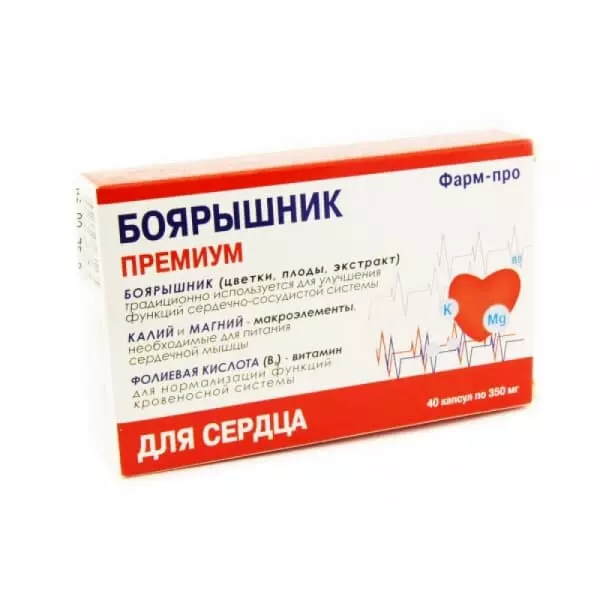 Фарм-про
БОЯРЫШНИК
ПРЕМИУМ
БОЯРЫШНИК (цветки, плоды, экстракт)
традиционно используется для улучшения
функции сердечно-сосудистой системы
КАЛИЙ и МАГНИЙ - макроэлементы,
необходимые для питания
сердечной мышцы
ФОЛИЕВАЯ КИСЛОТА (В₉) - витамин
для нормализации функций
кровеносной системы
K
Mg
40 капсул по 350 мг
ДЛЯ СЕРДЦА